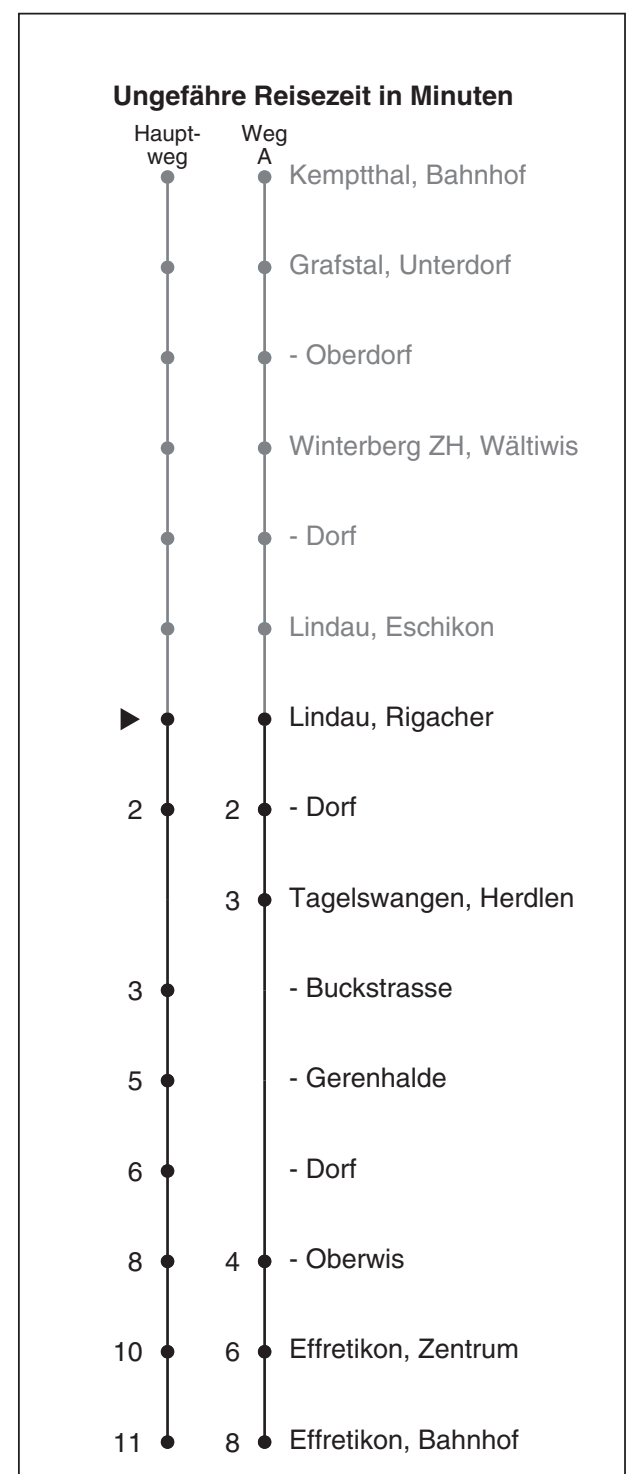 Ungefähre Reisezeit in Minuten
Haupt-
weg
Weg
A
Kemptthal, Bahnhof
Grafstal, Unterdorf
- Oberdorf
Winterberg ZH, Wältiwis
- Dorf
Lindau, Eschikon
Lindau, Rigacher
2 2 - Dorf
3 Tagelswangen, Herdlen
3 - Buckstrasse
5 - Gerenhalde
6 - Dorf
8 4 - Oberwis
10 6 Effretikon, Zentrum
11 8 Effretikon, Bahnhof